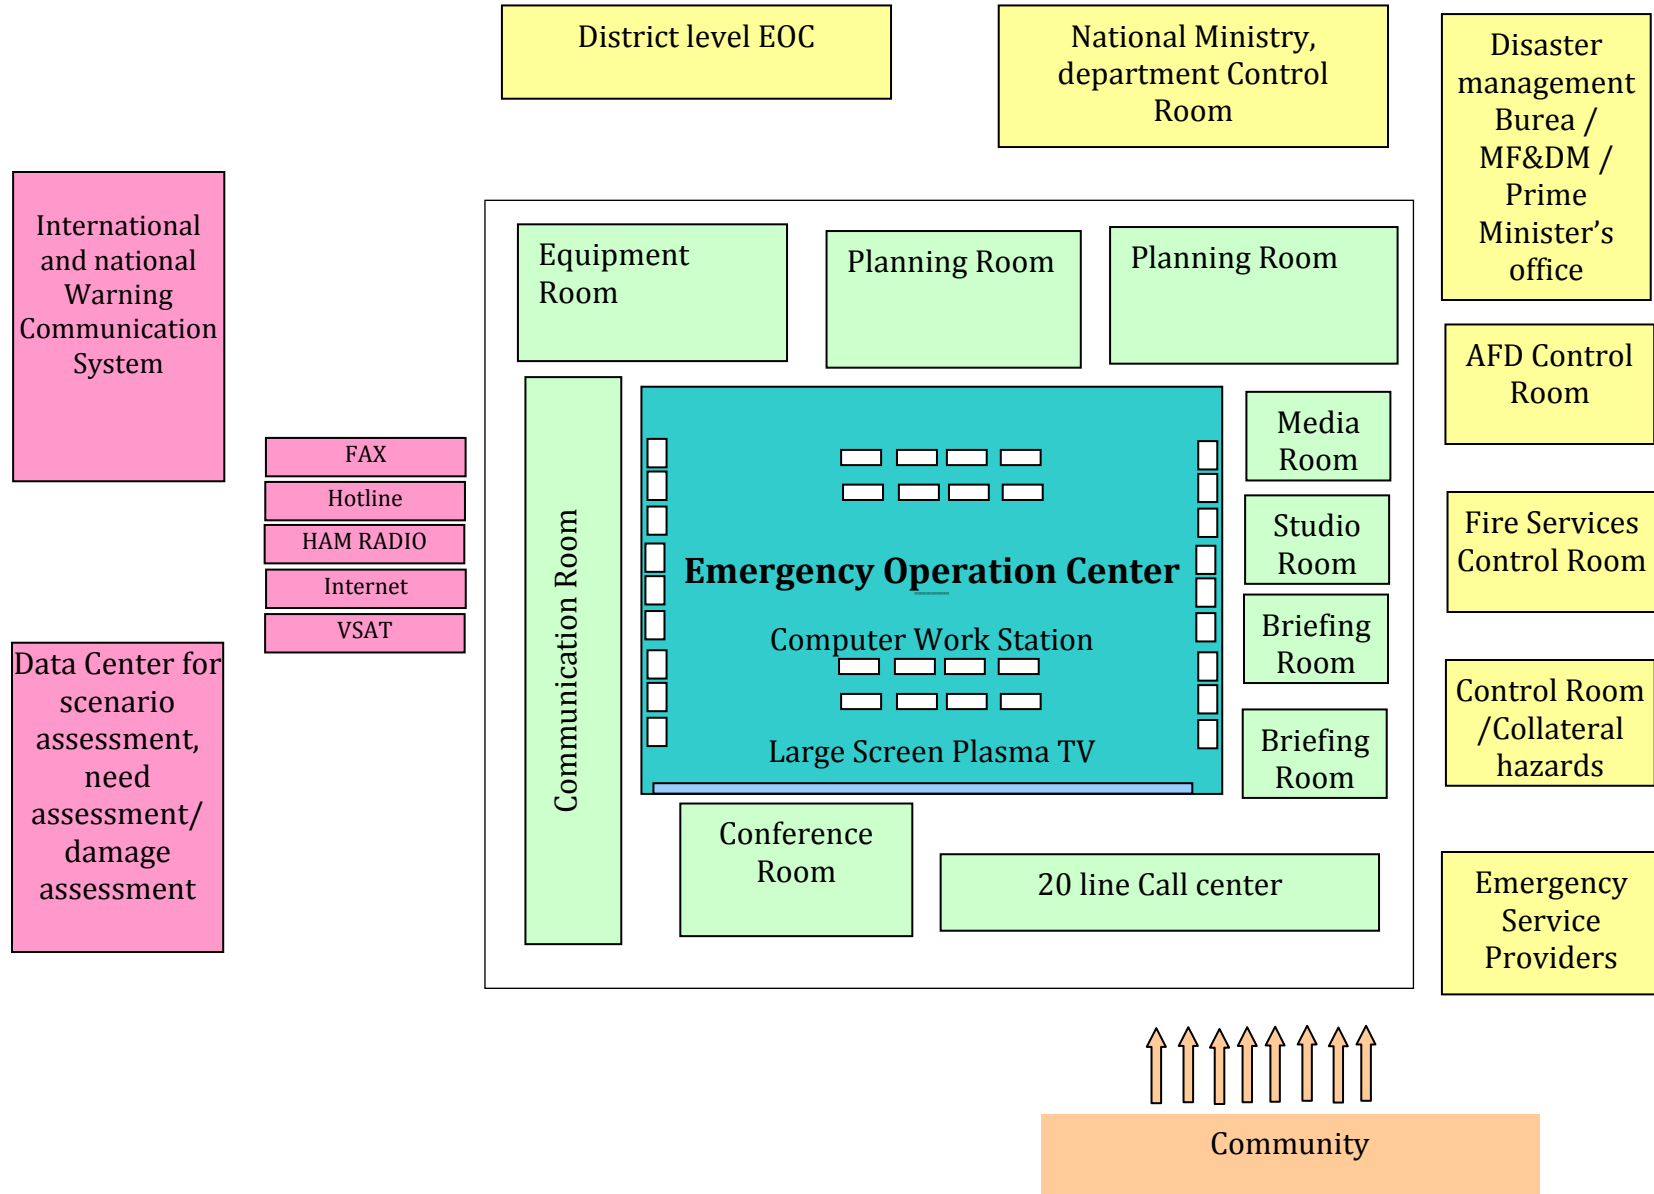 District level EOC
National Ministry,
department Control
Room
Disaster
management
Burea /
MF&DM /
Prime
Minister’s
office
International
and national
Warning
Communication
System
Equipment
Room
Planning Room
Planning Room
AFD Control
Room
Media
Room
FAX
Hotline
HAM RADIO
Internet
VSAT
Communication Room
Emergency Operation Center
Computer Work Station
Large Screen Plasma TV
Studio
Room
Fire Services
Control Room
Briefing
Room
Briefing
Room
Control Room
/Collateral
hazards
Data Center for
scenario
assessment,
need
assessment/
damage
assessment
Conference
Room
20 line Call center
Emergency
Service
Providers
Community